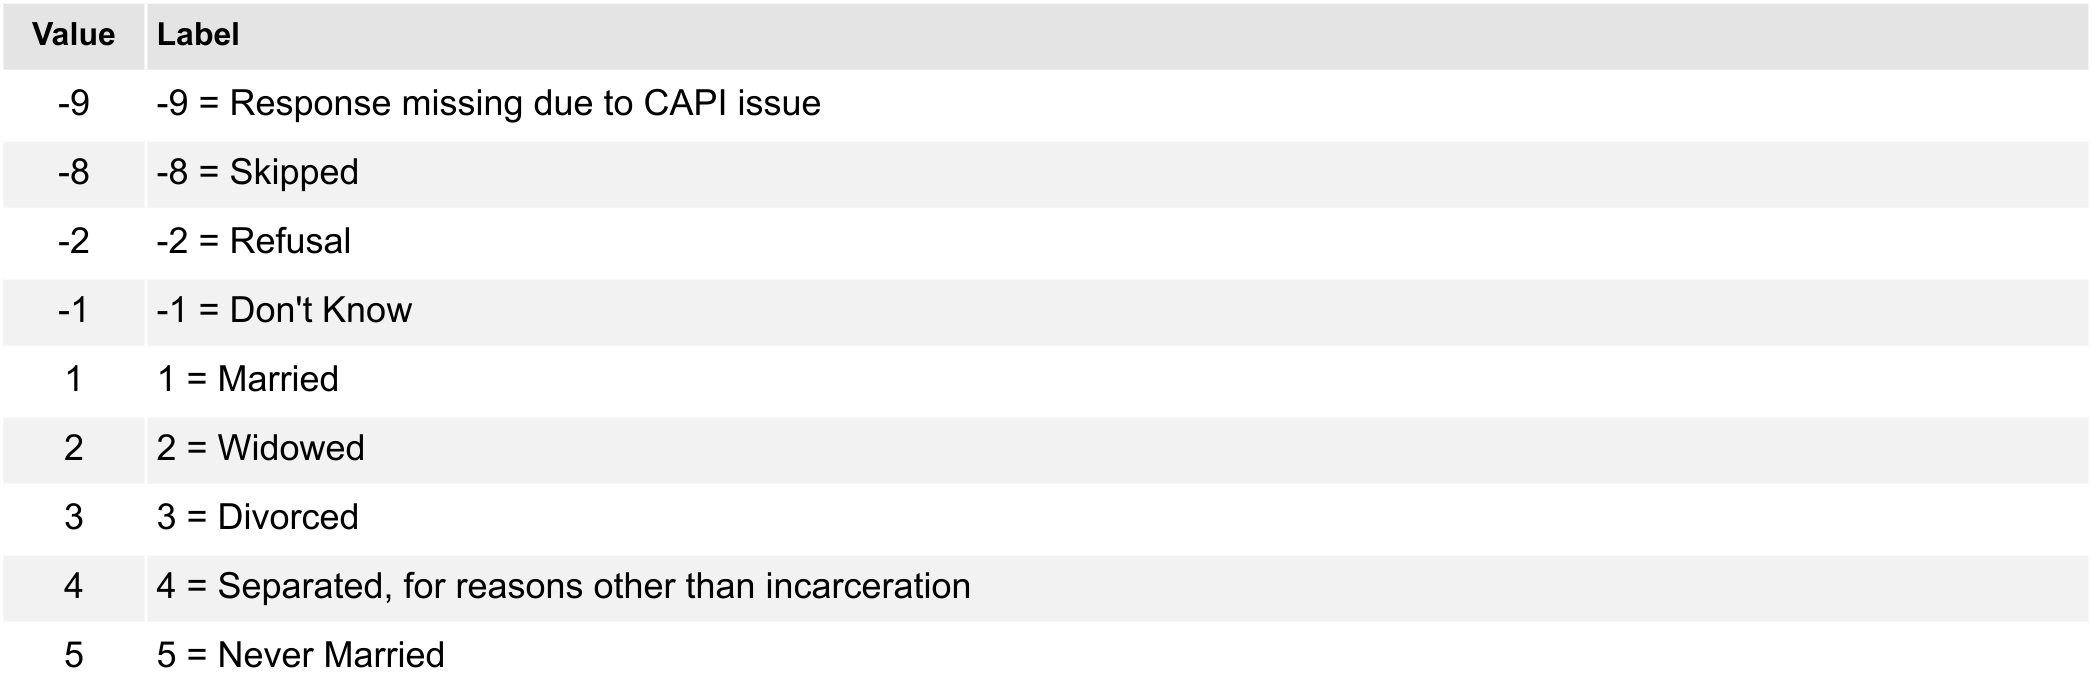 Value Label
-9 -9 = Response missing due to CAPI issue
-8 -8 = Skipped
-2 -2 = Refusal
-1 -1 = Don't Know
1 1 = Married
2 2 = Widowed
3 3 = Divorced
4 4 = Separated, for reasons other than incarceration
5 5 = Never Married